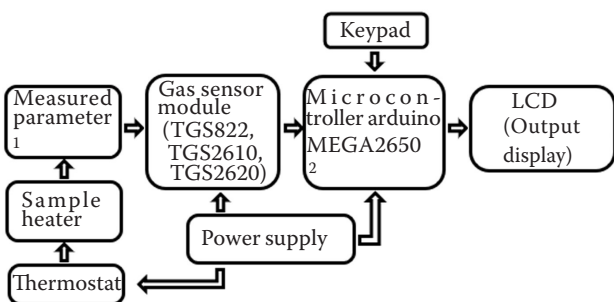 Keypad
Measured
parameter
1
Gas sensor
module
(TGS822,
TGS2610,
TGS2620)
Microcon-
troller arduino
MEGA2650
2
LCD
(Output
display)
Sample
heater
Power supply
Thermostat